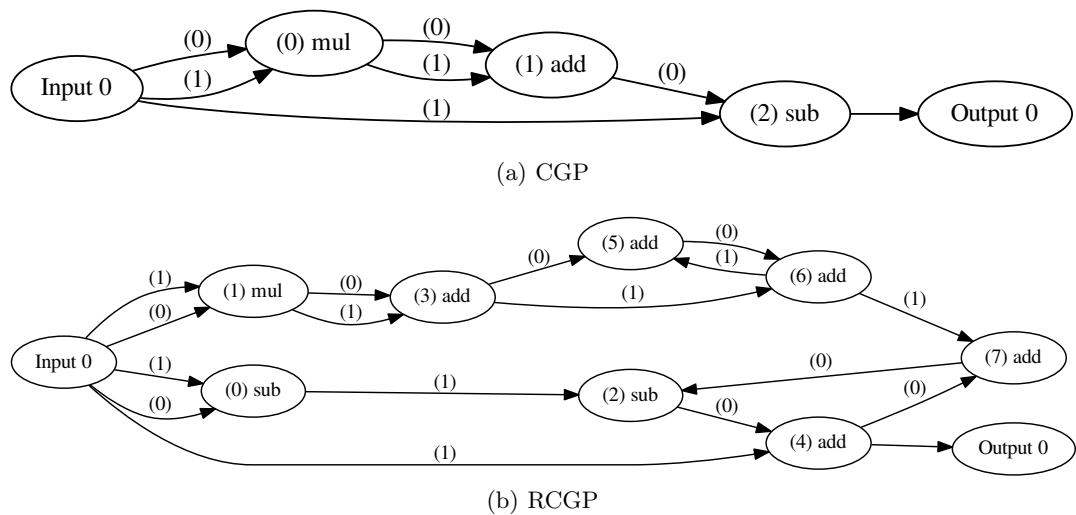 (0) (0) mul (0)
Input 0 (1) (1) (1) add (0)
(1) (2) sub Output 0
(a) CGP
(5) add (0)
(0) (1) (6) add
(1) (1) mul (0) (3) add (1) (1)
(0) (1)
Input 0 (1) (0) (7) add
(0) (0) sub (1) (2) sub (0) (0)
(1) (4) add Output 0
(b) RCGP